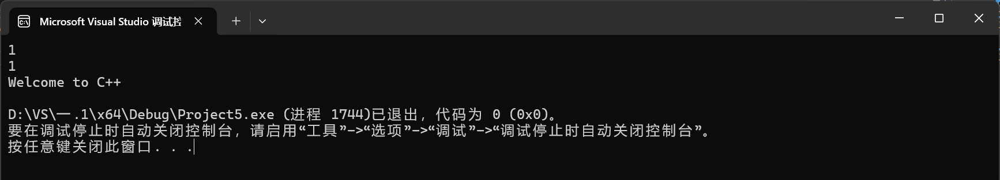 Microsoft Visual Studio 调试控
1
1
Welcome to C++
D:\VS\一.1\x64\Debug\Project5.exe (进程 1744)已退出，代码为 0 (0x0)。
要在调试停止时自动关闭控制台，请启用“工具”->“选项”->“调试”->“调试停止时自动关闭控制台”。
按任意键关闭此窗口. . .